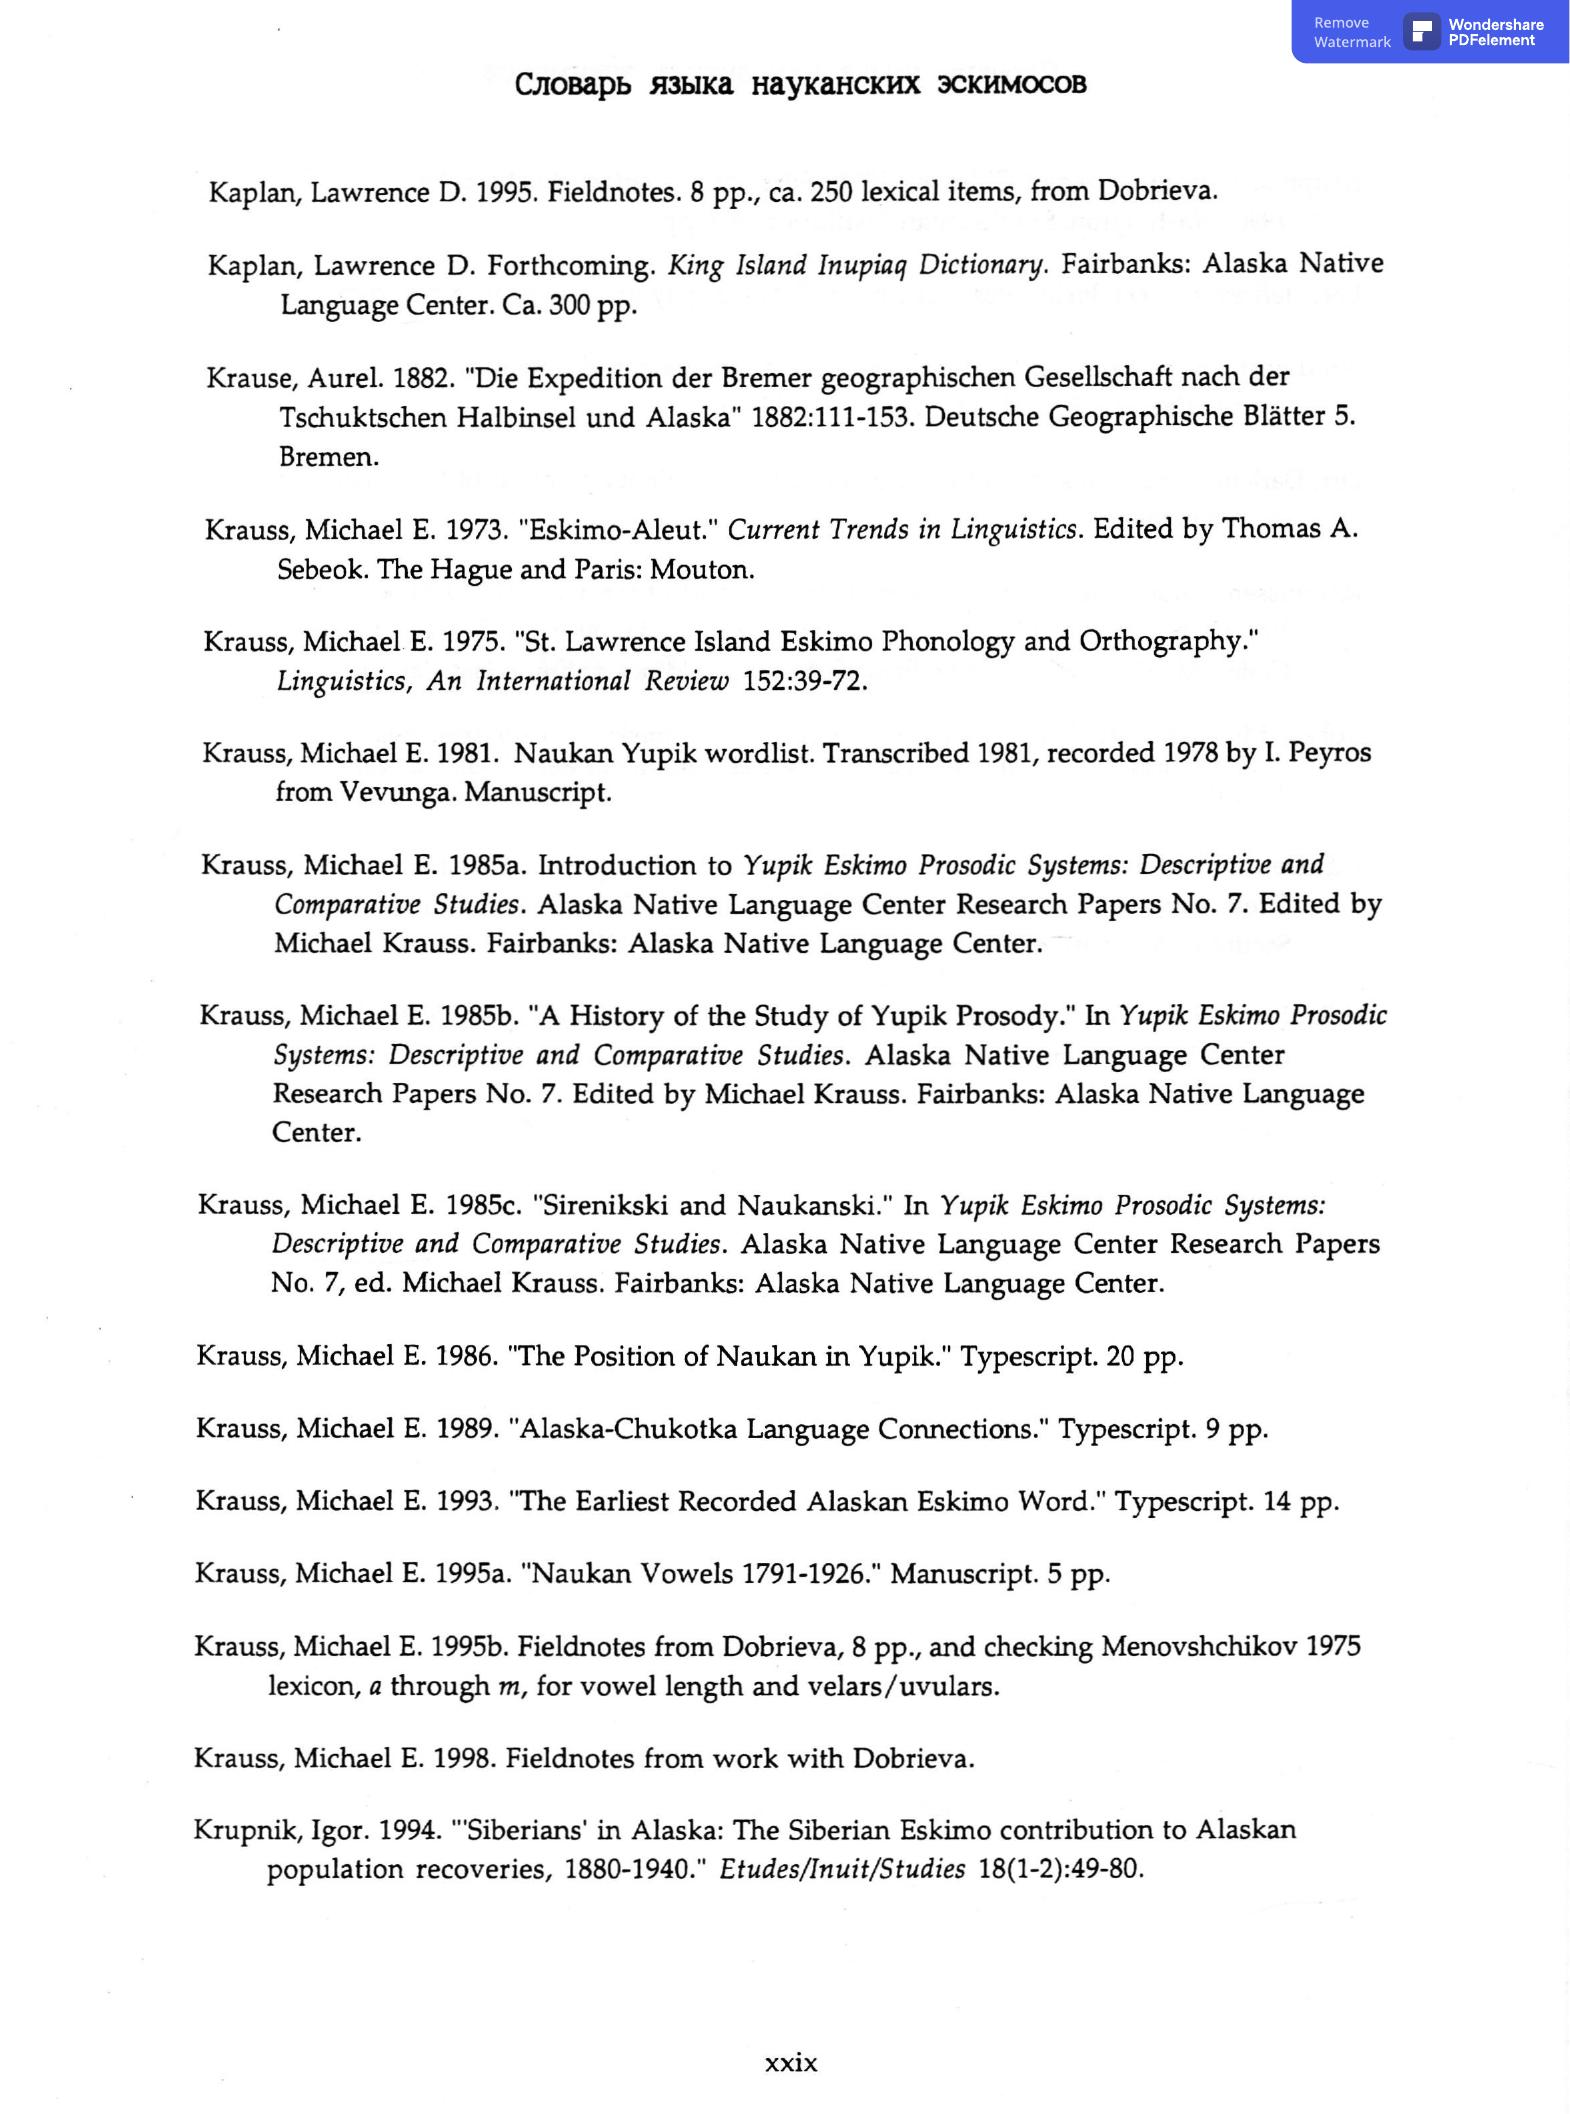 Remove
Watermark
Wondershare
PDFelement
Словарь языка науканских эскимосов
Kaplan, Lawrence D. 1995. Fieldnotes. 8 pp., ca. 250 lexical items, from Dobrieva.
Kaplan, Lawrence D. Forthcoming. King Island Inupiaq Dictionary. Fairbanks: Alaska Native
Language Center. Ca. 300 pp.
Krause, Aurel. 1882. "Die Expedition der Bremer geographischen Gesellschaft nach der
Tschuktschen Halbinsel und Alaska" 1882:111-153. Deutsche Geographische Blätter 5.
Bremen.
Krauss, Michael E. 1973. "Eskimo-Aleut." Current Trends in Linguistics. Edited by Thomas A.
Sebeok. The Hague and Paris: Mouton.
Krauss, Michael E. 1975. "St. Lawrence Island Eskimo Phonology and Orthography."
Linguistics, An International Review 152:39-72.
Krauss, Michael E. 1981. Naukan Yupik wordlist. Transcribed 1981, recorded 1978 by I. Peyros
from Vevunga. Manuscript.
Krauss, Michael E. 1985a. Introduction to Yupik Eskimo Prosodic Systems: Descriptive and
Comparative Studies. Alaska Native Language Center Research Papers No. 7. Edited by
Michael Krauss. Fairbanks: Alaska Native Language Center.
Krauss, Michael E. 1985b. "A History of the Study of Yupik Prosody." In Yupik Eskimo Prosodic
Systems: Descriptive and Comparative Studies. Alaska Native Language Center
Research Papers No. 7. Edited by Michael Krauss. Fairbanks: Alaska Native Language
Center.
Krauss, Michael E. 1985c. "Sirenikski and Naukanski." In Yupik Eskimo Prosodic Systems:
Descriptive and Comparative Studies. Alaska Native Language Center Research Papers
No. 7, ed. Michael Krauss. Fairbanks: Alaska Native Language Center.
Krauss, Michael E. 1986. "The Position of Naukan in Yupik." Typescript. 20 pp.
Krauss, Michael E. 1989. "Alaska-Chukotka Language Connections." Typescript. 9 pp.
Krauss, Michael E. 1993. "The Earliest Recorded Alaskan Eskimo Word." Typescript. 14 pp.
Krauss, Michael E. 1995a. "Naukan Vowels 1791-1926." Manuscript. 5 pp.
Krauss, Michael E. 1995b. Fieldnotes from Dobrieva, 8 pp., and checking Menovshchikov 1975
lexicon, a through m, for vowel length and velars/uvulars.
Krauss, Michael E. 1998. Fieldnotes from work with Dobrieva.
Krupnik, Igor. 1994. "'Siberians' in Alaska: The Siberian Eskimo contribution to Alaskan
population recoveries, 1880-1940." Etudes/Inuit/Studies 18(1-2):49-80.
xxix